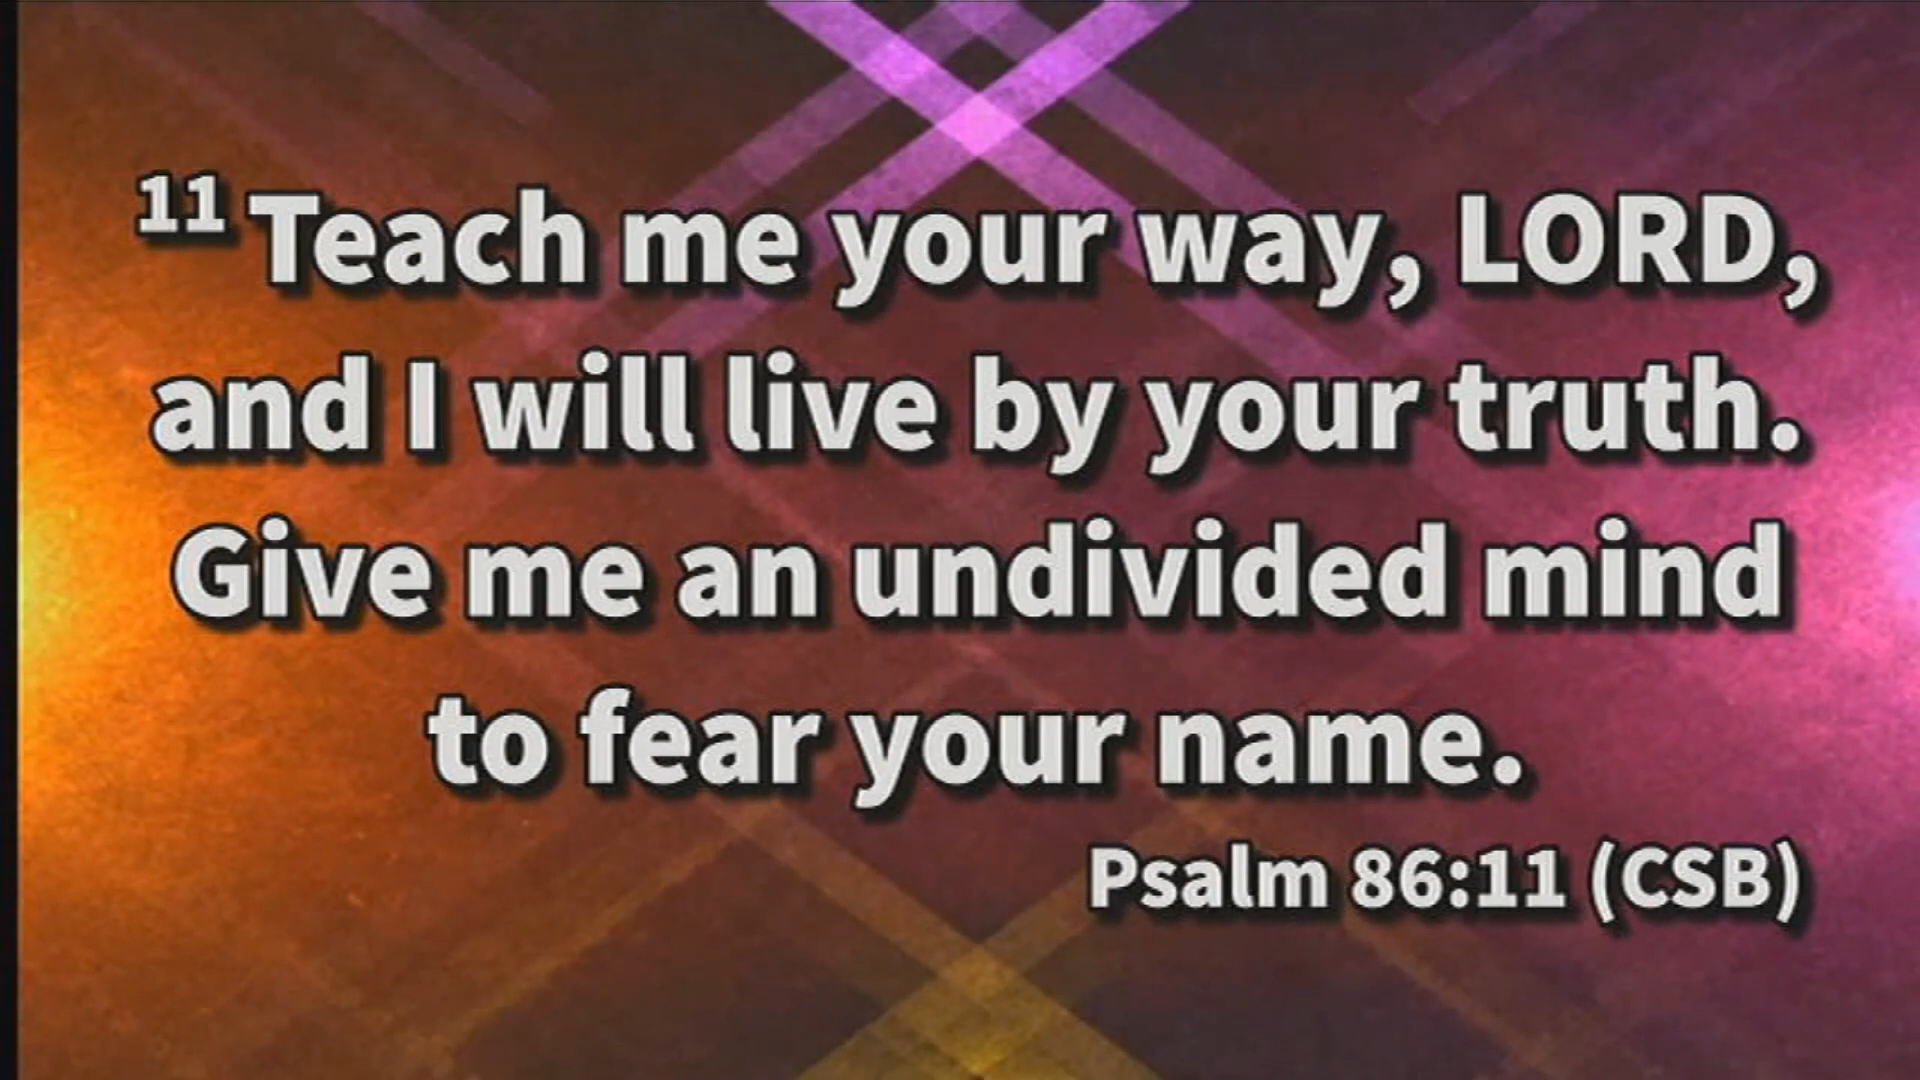 11 Teach me your way, LORD,
and I will live by your truth.
Give me an undivided mind
to fear your name.
Psalm 86:11 (CSB)